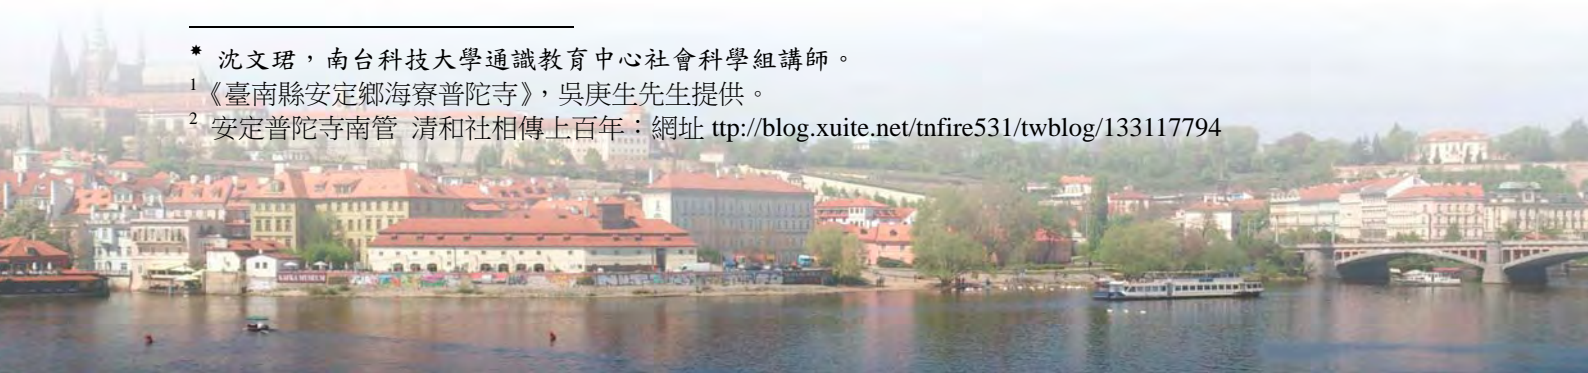 * 沈文珺，南台科技大學通識教育中心社會科學組講師。
1《臺南縣安定鄉海寮普陀寺》，吳庚生先生提供。
2 安定普陀寺南管 清和社相傳上百年：網址 ttp://blog.xuite.net/tnfire531/twblog/133117794
KAFKA MUSEUM